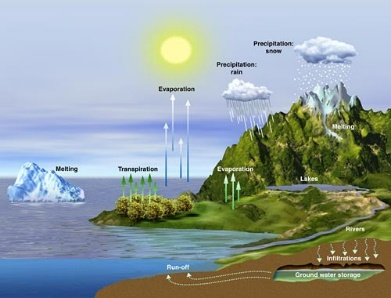 Precipitation:
snow
Precipitation:
rain
Evaporation
Melting
Melting
Transpiration
Evaporation
Lakes
Rivers
Infiltrations
Run-off
Ground water storage